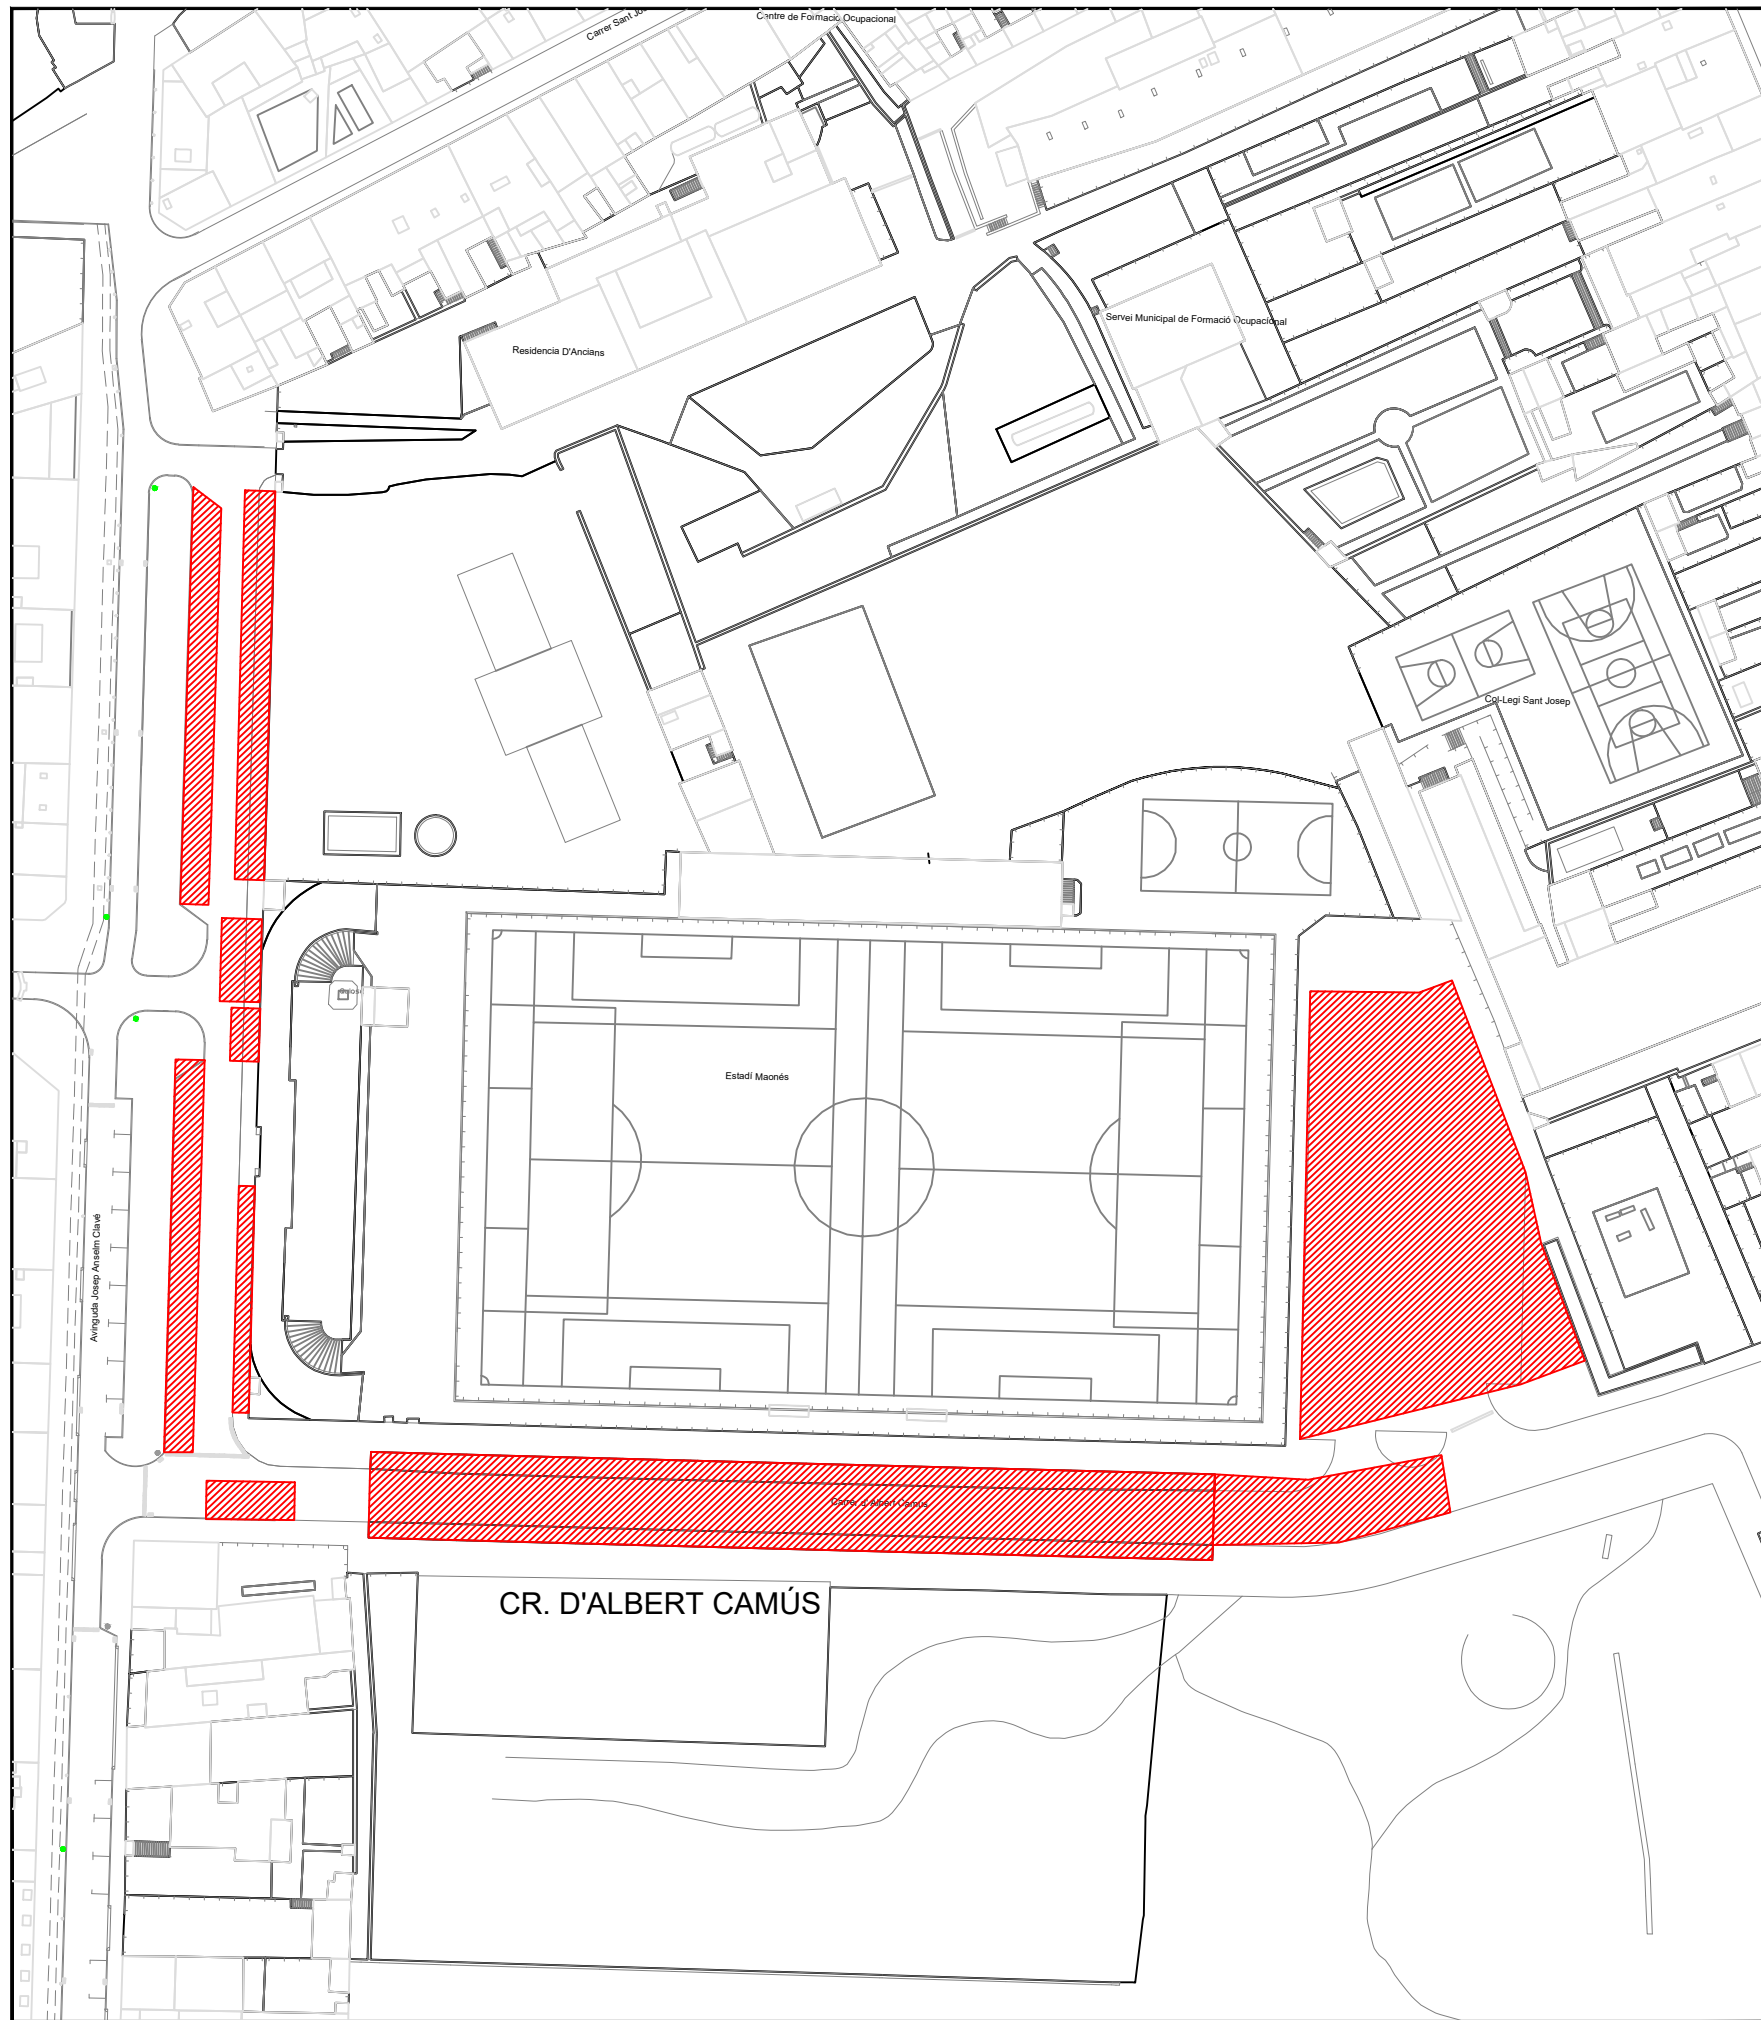 Centre de Formació Ocupacional
Carrer Sant
Servei Municipal de Formació Ocupacional
Residencia D'Ancians
Col·Legi Sant Josep
Estadí Maonés
Avinguda Josep Anselm Clavé
Carrer d' Albert Camús
CR. D'ALBERT CAMÚS